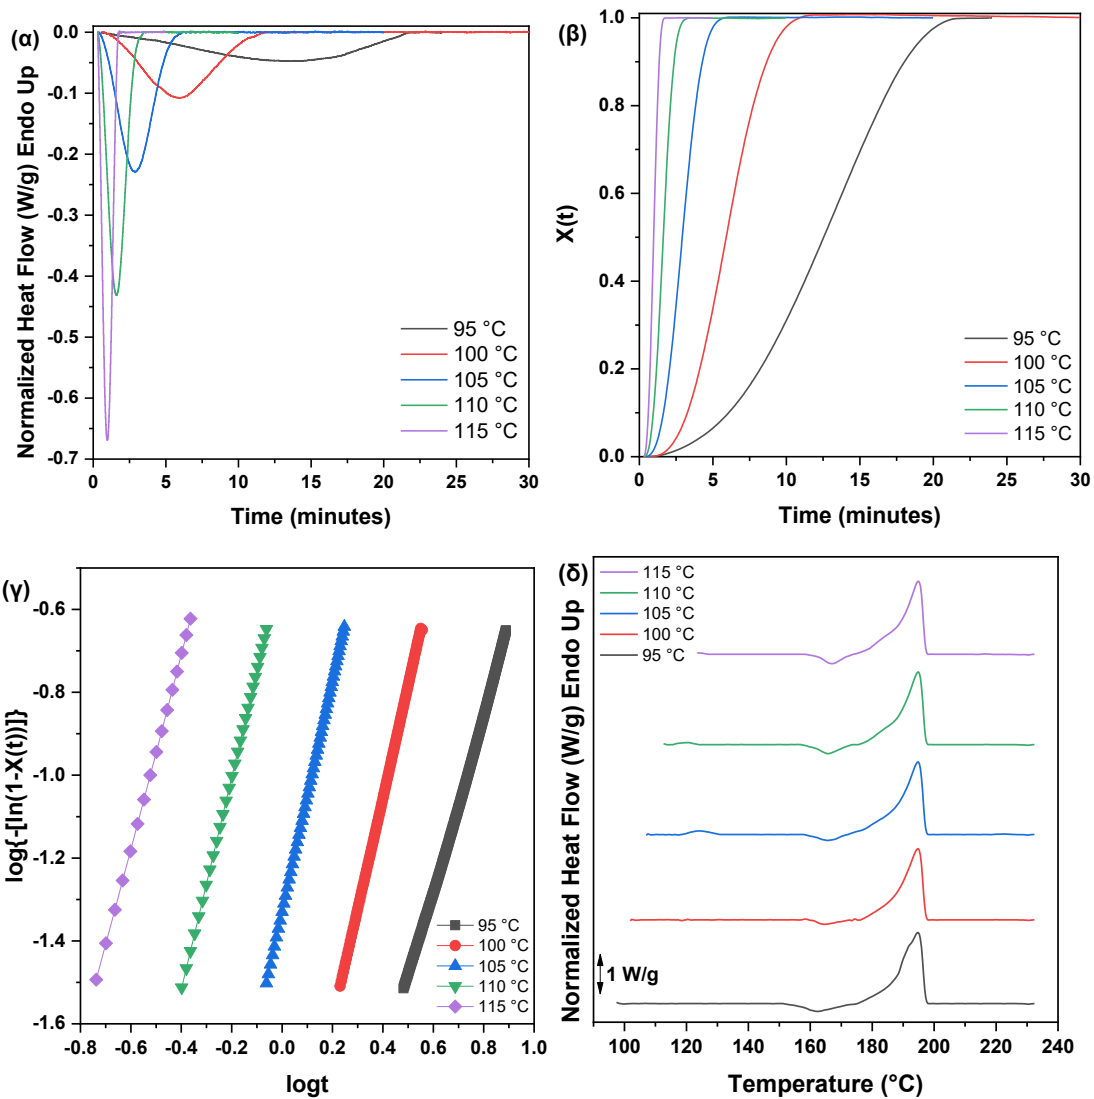 (α)
Normalized Heat Flow (W/g) Endo Up
0.0
-0.1
-0.2
-0.3
-0.4
-0.5
-0.6
-0.7
0 5 10 15 20 25 30
Time (minutes)
95 °C
100 °C
105 °C
110 °C
115 °C
(β)
X(t)
1.0
0.8
0.6
0.4
0.2
0.0
0 5 10 15 20 25 30
Time (minutes)
95 °C
100 °C
105 °C
110 °C
115 °C
(γ)
log{-[ln(1-X(t))]}
-0.6
-0.8
-1.0
-1.2
-1.4
-1.6
-0.8 -0.6 -0.4 -0.2 0.0 0.2 0.4 0.6 0.8 1.0
logt
95 °C
100 °C
105 °C
110 °C
115 °C
(δ)
Normalized Heat Flow (W/g) Endo Up
115 °C
110 °C
105 °C
100 °C
95 °C
1 W/g
100 120 140 160 180 200 220 240
Temperature (°C)